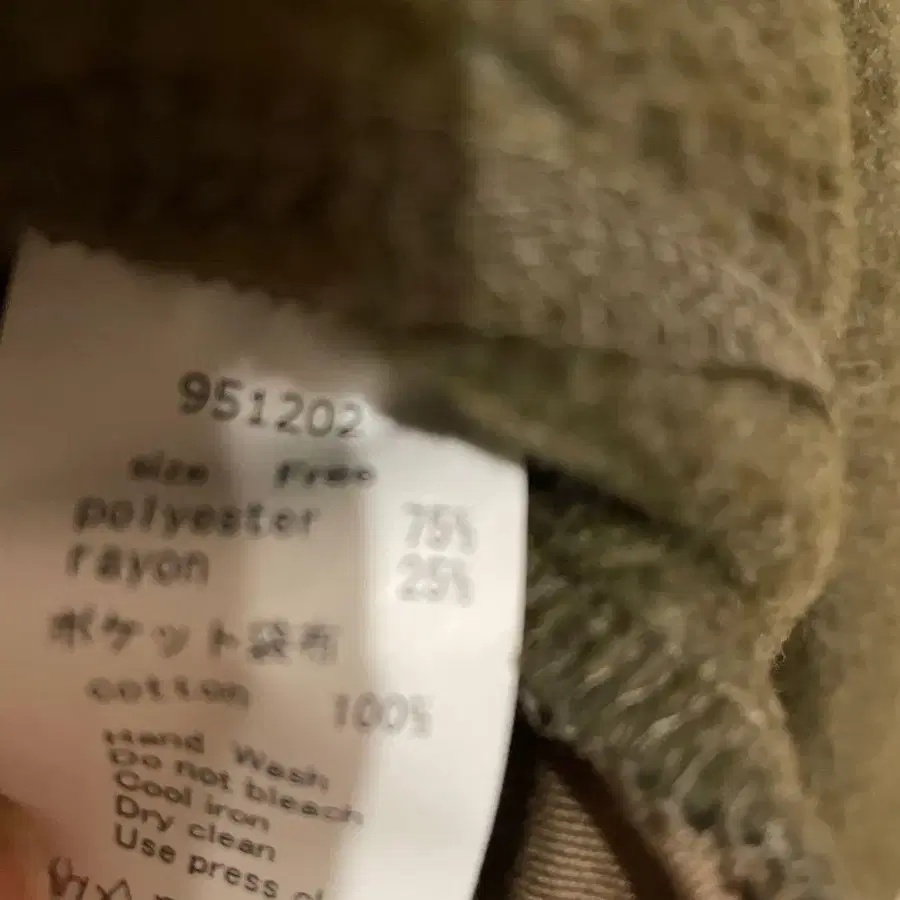 951202
size Free
polyester 75%
rayon 25%
ポケット袋布
cotton 100%
Hand Wash
Do not bleach
Cool iron
Dry clean
Use press